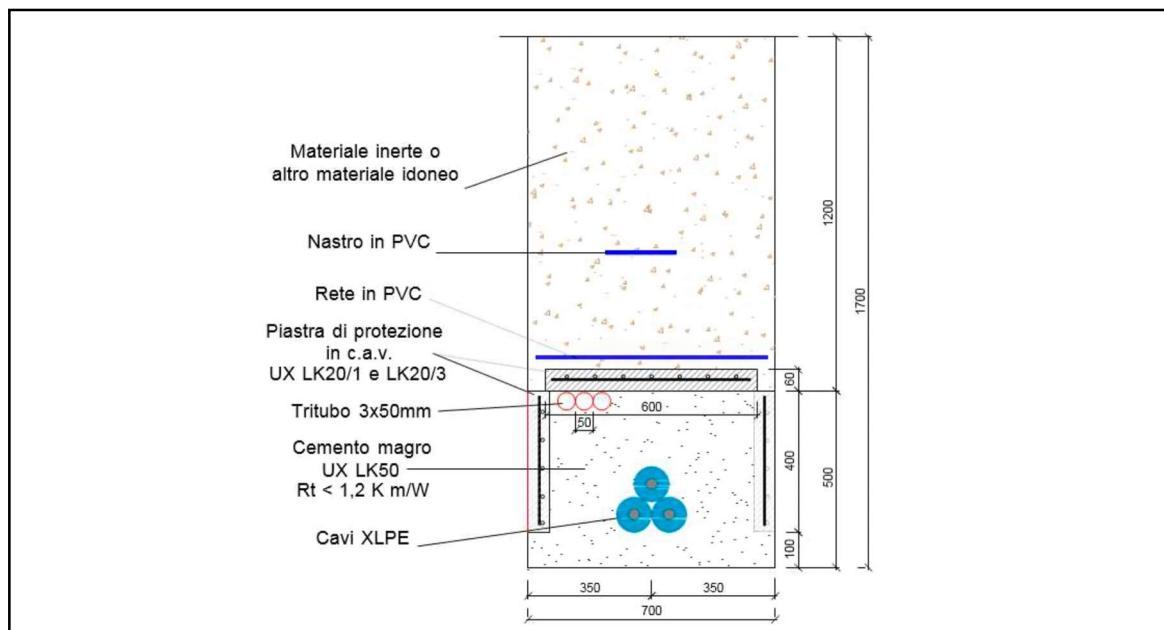 Materiale inerte o
altro materiale idoneo
Nastro in PVC
Rete in PVC
Piastra di protezione
in c.a.v.
UX LK20/1 e LK20/3
Tritubo 3x50mm
Cemento magro
UX LK50
Rt < 1,2 K m/W
Cavi XLPE
1200
1700
60
600
50
400
500
100
350
350
700